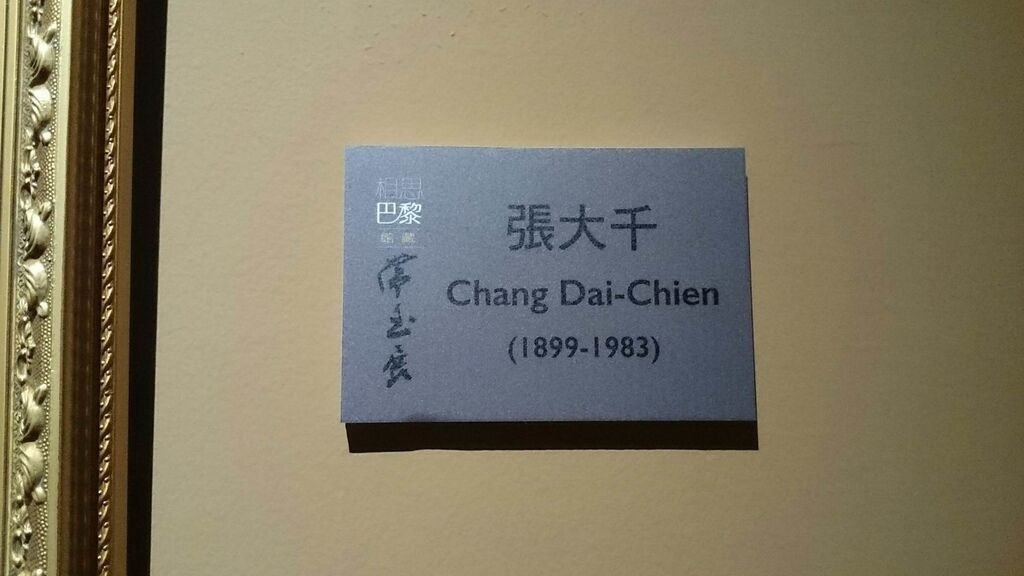 相思
巴黎
館藏
常玉展
張大千
Chang Dai-Chien
(1899-1983)